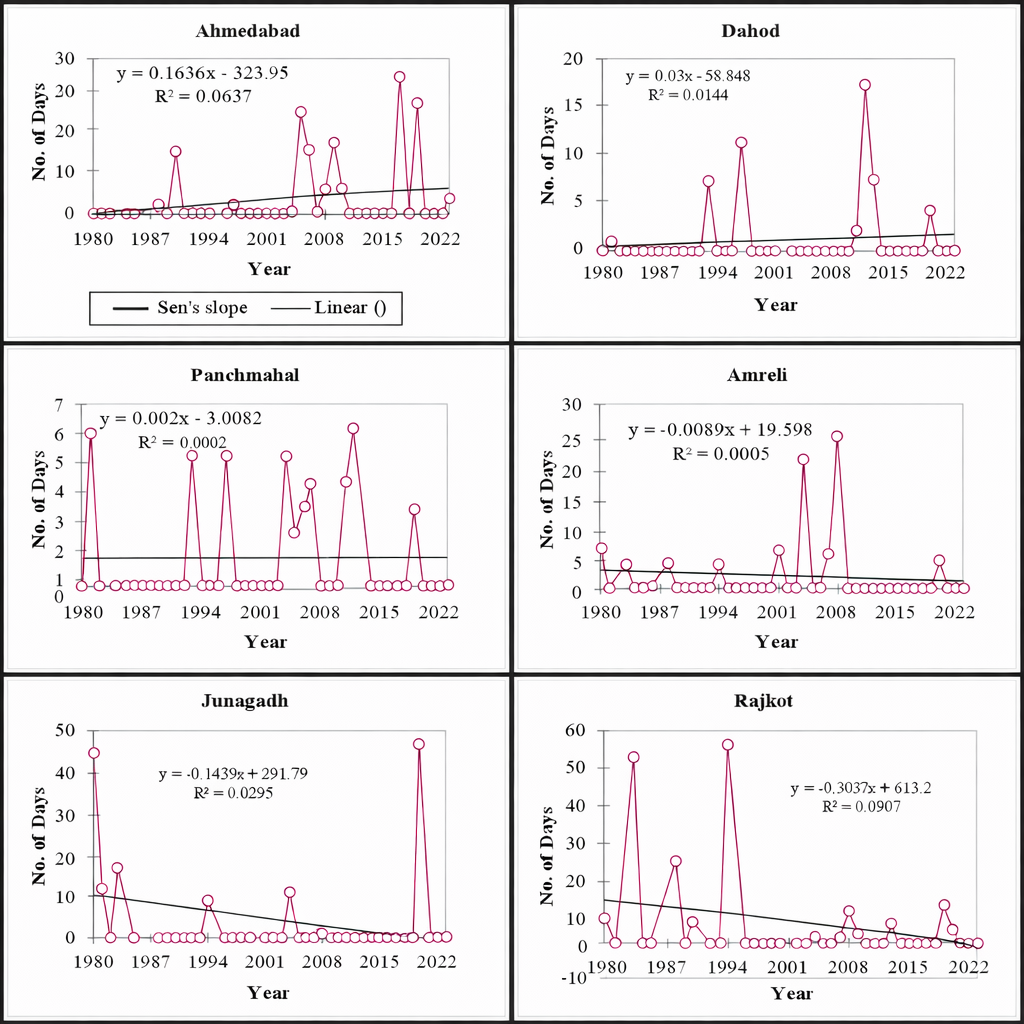 Ahmedabad
30
20
20
10
0
No. of Days
y = 0.1636x - 323.95
R² = 0.0637
1980 1987 1994 2001 2008 2015 2022
Year
Sen's slope Linear ()
Dahod
20
15
10
5
0
No. of Days
y = 0.03x - 58.848
R² = 0.0144
1980 1987 1994 2001 2008 2015 2022
Year
Panchmahal
7
6
5
4
3
2
1
0
No. of Days
y = 0.002x - 3.0082
R² = 0.0002
1980 1987 1994 2001 2008 2015 2022
Year
Amreli
30
25
20
15
10
5
0
No. of Days
y = -0.0089x + 19.598
R² = 0.0005
1980 1987 1994 2001 2008 2015 2022
Year
Junagadh
50
40
30
20
10
0
No. of Days
y = -0.1439x + 291.79
R² = 0.0295
1980 1987 1994 2001 2008 2015 2022
Year
Rajkot
60
50
40
30
20
10
0
-10
No. of Days
y = -0.3037x + 613.2
R² = 0.0907
1980 1987 1994 2001 2008 2015 2022
Year